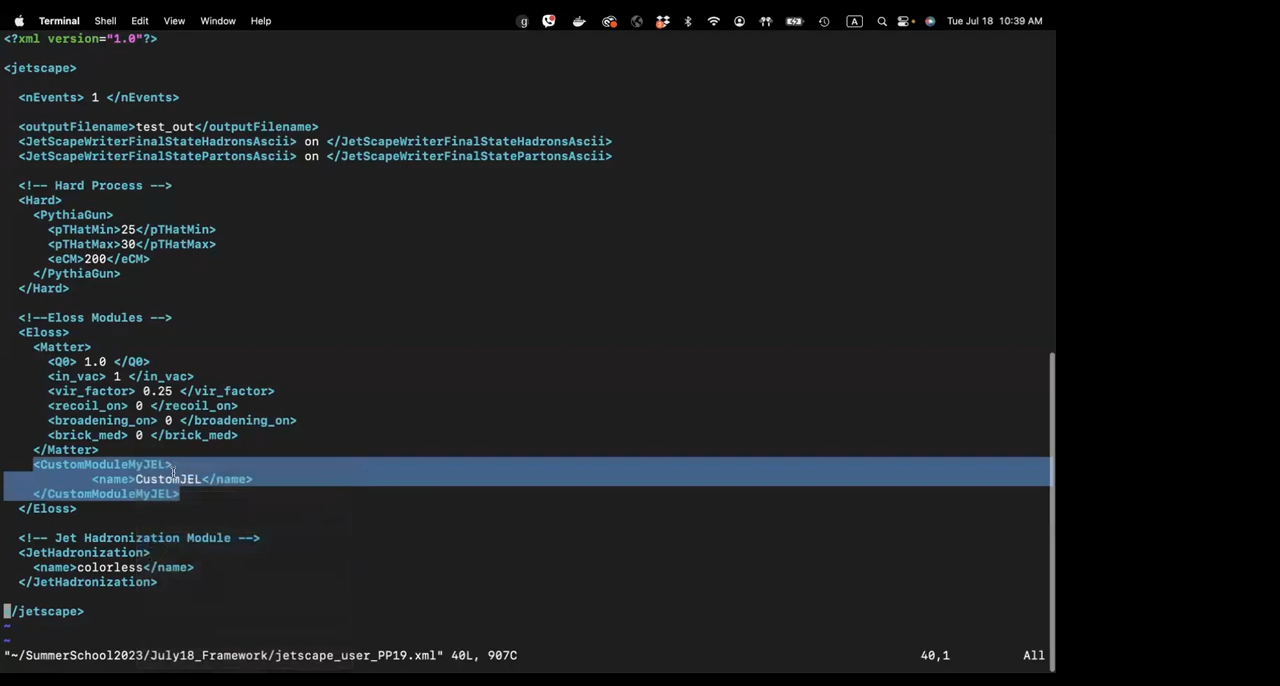 Terminal Shell Edit View Window Help g A Tue Jul 18 10:39 AM
<?xml version="1.0"?>
<jetscape>
<nEvents> 1 </nEvents>
<outputFilename>test_out</outputFilename>
<JetScapeWriterFinalStateHadronsAscii> on </JetScapeWriterFinalStateHadronsAscii>
<JetScapeWriterFinalStatePartonsAscii> on </JetScapeWriterFinalStatePartonsAscii>
<!-- Hard Process -->
<Hard>
<PythiaGun>
<pTHatMin>25</pTHatMin>
<pTHatMax>30</pTHatMax>
<eCM>200</eCM>
</PythiaGun>
</Hard>
<!--Eloss Modules -->
<Eloss>
<Matter>
<Q0> 1.0 </Q0>
<in_vac> 1 </in_vac>
<vir_factor> 0.25 </vir_factor>
<recoil_on> 0 </recoil_on>
<broadening_on> 0 </broadening_on>
<brick_med> 0 </brick_med>
</Matter>
<CustomModuleMyJEL>
<name>CustomJEL</name>
</CustomModuleMyJEL>
</Eloss>
<!-- Jet Hadronization Module -->
<JetHadronization>
<name>colorless</name>
</JetHadronization>
/jetscape>
~
~
"~/SummerSchool2023/July18_Framework/jetscape_user_PP19.xml" 40L, 907C 40,1 All